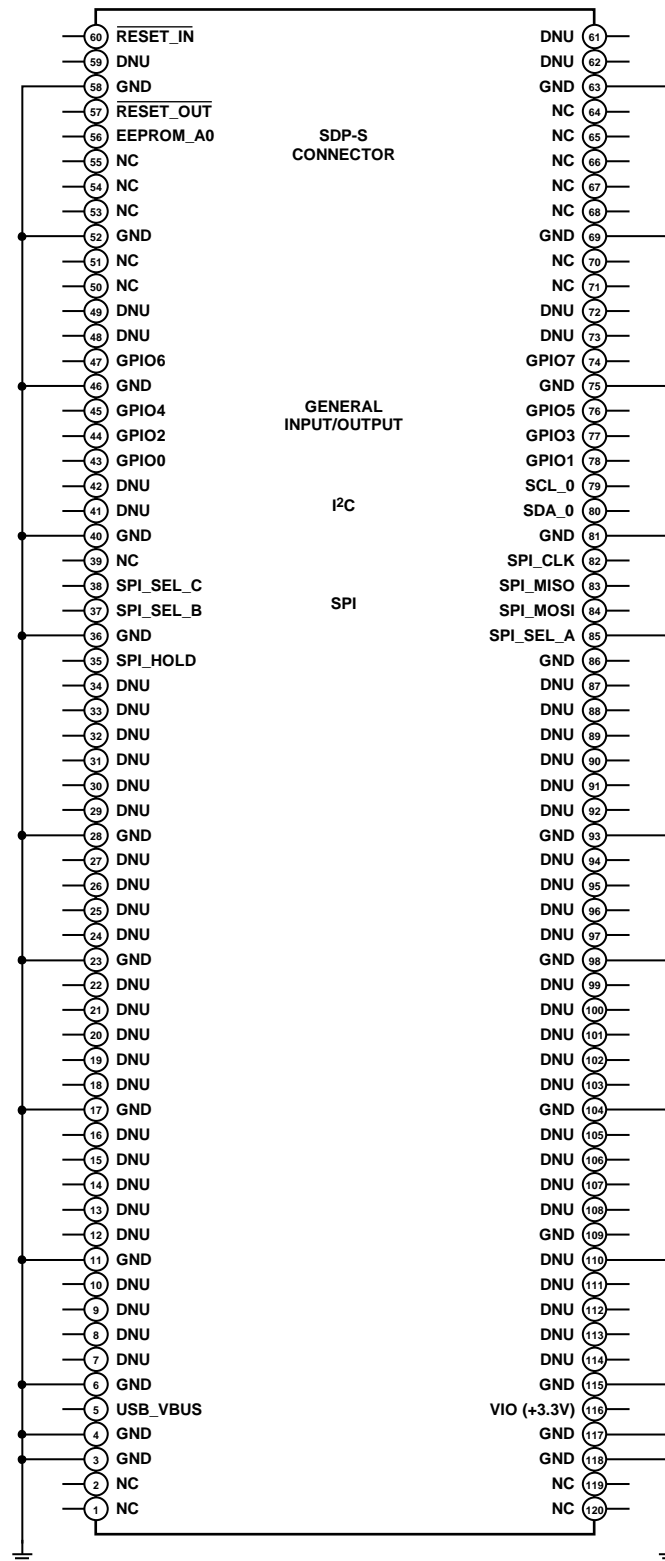 60 RESET_IN DNU 61
59 DNU DNU 62
58 GND GND 63
57 RESET_OUT NC 64
56 EEPROM_A0 SDP-S NC 65
CONNECTOR
55 NC NC 66
54 NC NC 67
53 NC NC 68
52 GND GND 69
51 NC NC 70
50 NC NC 71
49 DNU DNU 72
48 DNU DNU 73
47 GPIO6 GPIO7 74
46 GND GND 75
45 GPIO4 GENERAL GPIO5 76
INPUT/OUTPUT
44 GPIO2 GPIO3 77
43 GPIO0 GPIO1 78
42 DNU SCL_0 79
41 DNU I2C SDA_0 80
40 GND GND 81
39 NC SPI_CLK 82
38 SPI_SEL_C SPI_MISO 83
37 SPI_SEL_B SPI SPI_MOSI 84
36 GND SPI_SEL_A 85
35 SPI_HOLD GND 86
34 DNU DNU 87
33 DNU DNU 88
32 DNU DNU 89
31 DNU DNU 90
30 DNU DNU 91
29 DNU DNU 92
28 GND GND 93
27 DNU DNU 94
26 DNU DNU 95
25 DNU DNU 96
24 DNU DNU 97
23 GND GND 98
22 DNU DNU 99
21 DNU DNU 100
20 DNU DNU 101
19 DNU DNU 102
18 DNU DNU 103
17 GND GND 104
16 DNU DNU 105
15 DNU DNU 106
14 DNU DNU 107
13 DNU DNU 108
12 DNU GND 109
11 GND DNU 110
10 DNU DNU 111
9 DNU DNU 112
8 DNU DNU 113
7 DNU DNU 114
6 GND GND 115
5 USB_VBUS VIO (+3.3V) 116
4 GND GND 117
3 GND GND 118
2 NC NC 119
1 NC NC 120